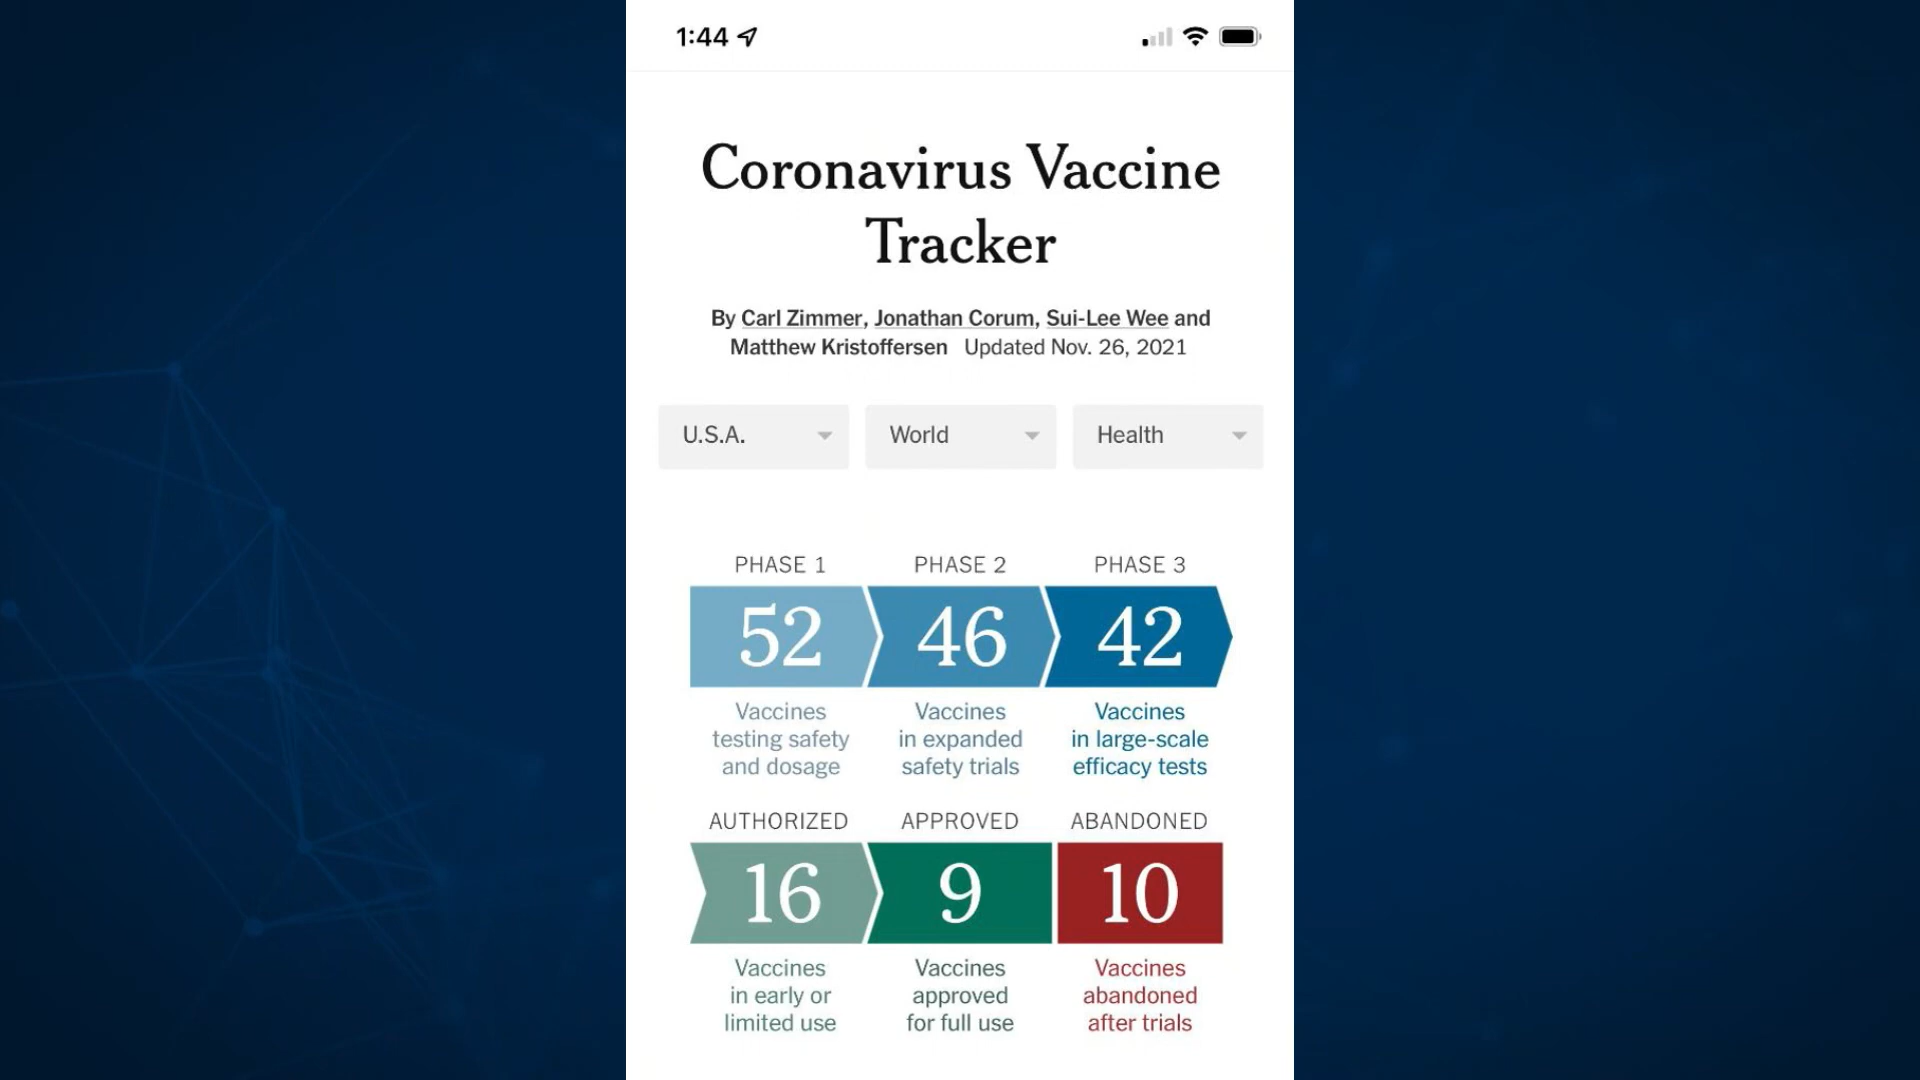 1:44
Coronavirus Vaccine
Tracker
By Carl Zimmer, Jonathan Corum, Sui-Lee Wee and
Matthew Kristoffersen Updated Nov. 26, 2021
U.S.A. World Health
PHASE 1 PHASE 2 PHASE 3
52 46 42
Vaccines Vaccines Vaccines
testing safety in expanded in large-scale
and dosage safety trials efficacy tests
AUTHORIZED APPROVED ABANDONED
16 9 10
Vaccines Vaccines Vaccines
in early or approved abandoned
limited use for full use after trials